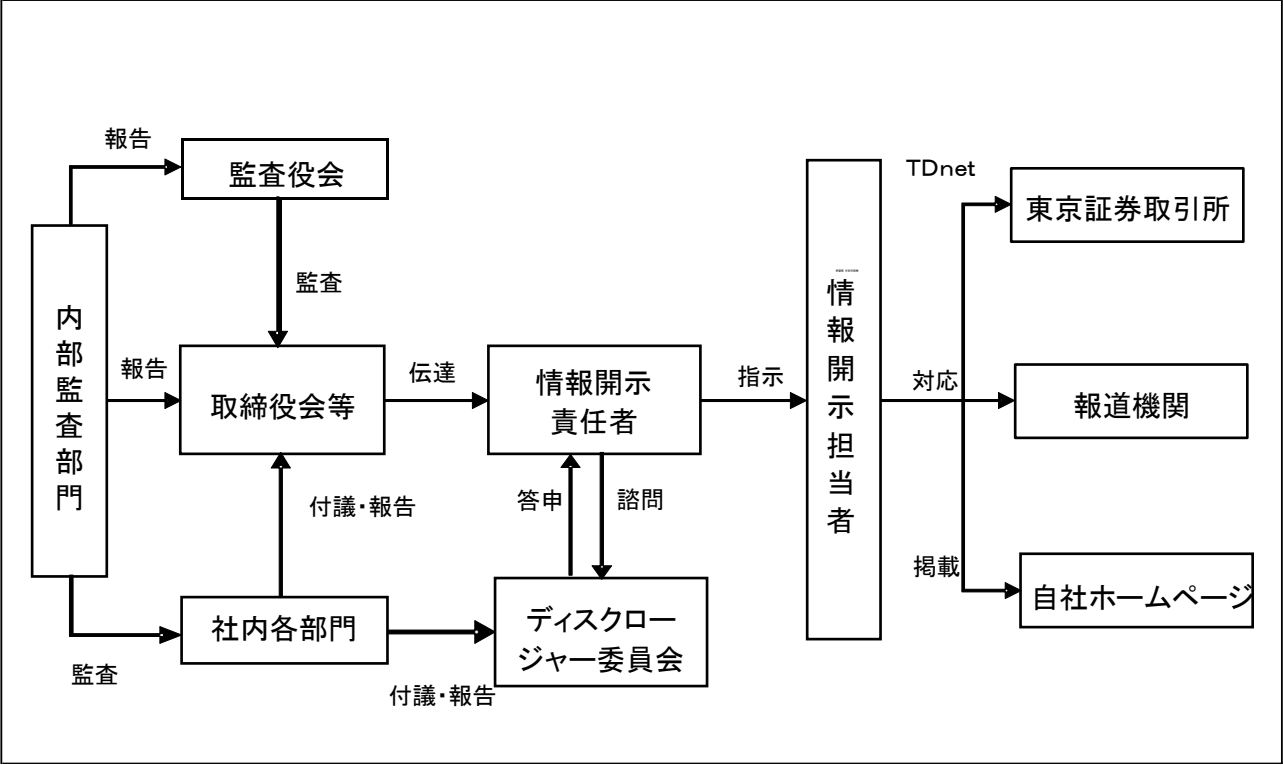 報告
監査役会
TDnet
東京証券取引所
監査
内部監査部門
報告
取締役会等
伝達
情報開示
責任者
指示
情報開示担当者
対応
報道機関
付議・報告
答申
諮問
掲載
自社ホームページ
社内各部門
ディスクロー
ジャー委員会
監査
付議・報告